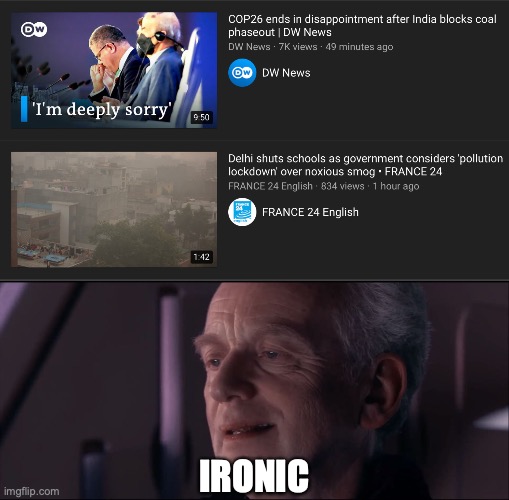 DW
COP26 ends in disappointment after India blocks coal
phaseout | DW News
DW News · 7K views · 49 minutes ago
DW DW News
'I'm deeply sorry'
9:50
Delhi shuts schools as government considers 'pollution
lockdown' over noxious smog • FRANCE 24
FRANCE 24 English · 834 views · 1 hour ago
FRANCE 24 FRANCE 24 English
1:42
IRONIC
imgflip.com